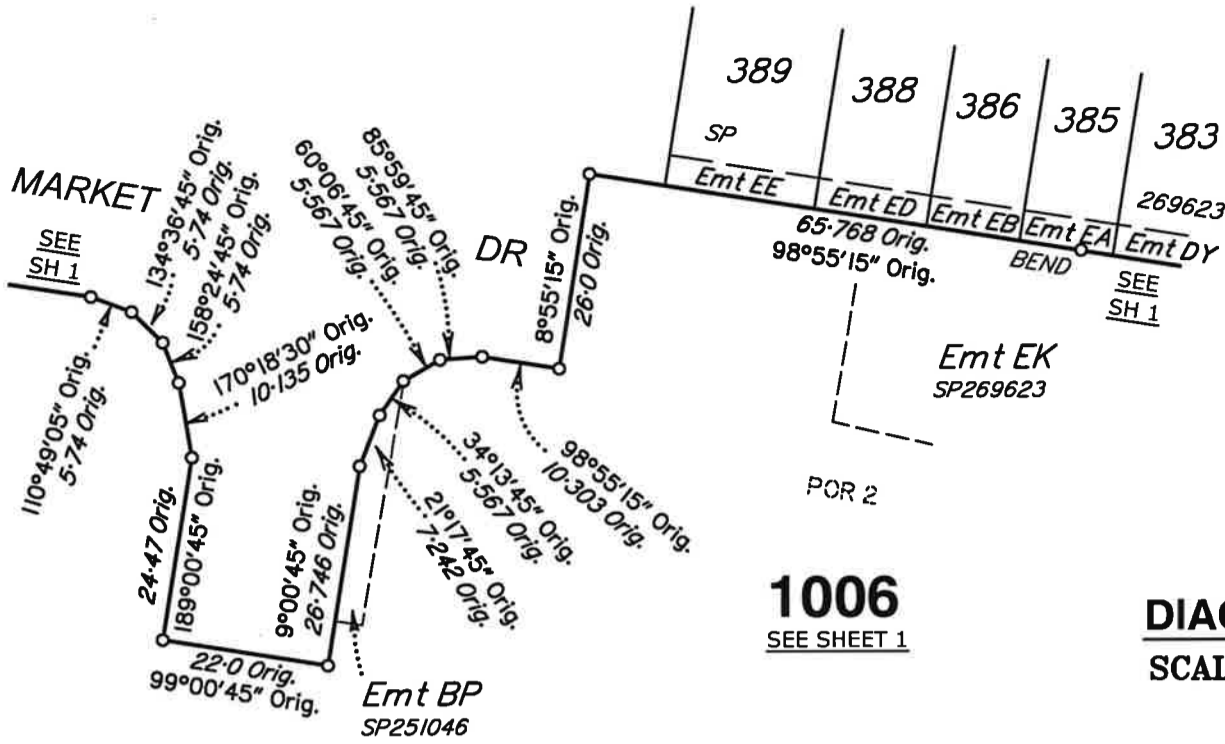 389
388
386
385
383
SP
269623
Emt EE
Emt ED
Emt EB
Emt EA
Emt DY
65·768 Orig.
98°55'15" Orig.
BEND
SEE
SH 1
MARKET
DR
SEE
SH 1
110°49'05" Orig.
5·74 Orig.
134°36'45" Orig.
5·74 Orig.
158°24'45" Orig.
5·74 Orig.
170°18'30" Orig.
10·135 Orig.
24·47 Orig.
189°00'45" Orig.
22·0 Orig.
99°00'45" Orig.
9°00'45" Orig.
26·746 Orig.
21°17'45" Orig.
7·242 Orig.
34°13'45" Orig.
5·567 Orig.
60°06'45" Orig.
5·567 Orig.
85°59'45" Orig.
5·567 Orig.
98°55'15" Orig.
10·303 Orig.
8°55'15" Orig.
26·0 Orig.
Emt EK
SP269623
POR 2
1006
SEE SHEET 1
Emt BP
SP251046
DIAG
SCAL